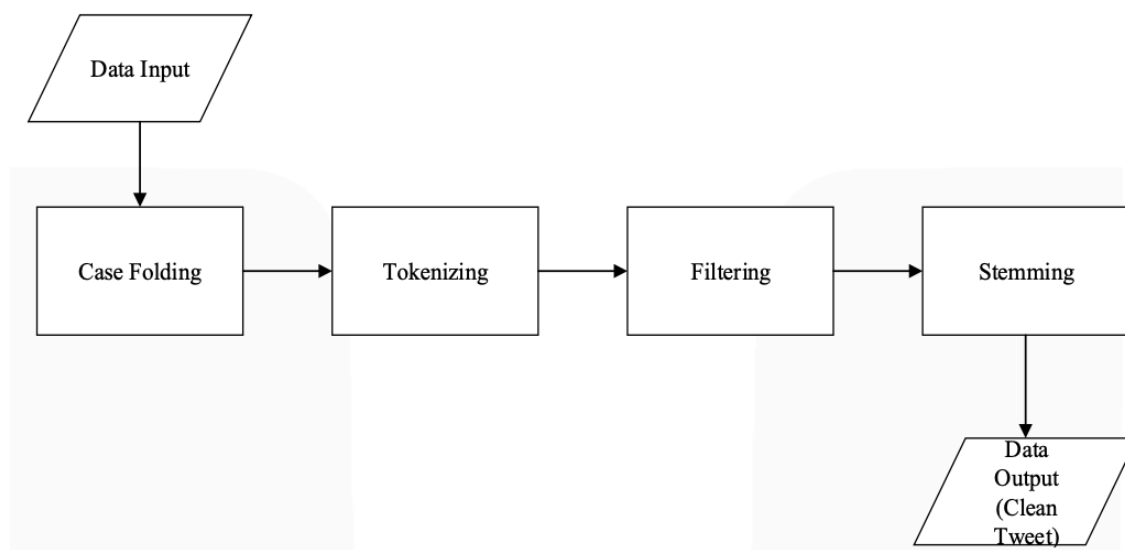 Data Input
Case Folding
Tokenizing
Filtering
Stemming
Data
Output
(Clean
Tweet)